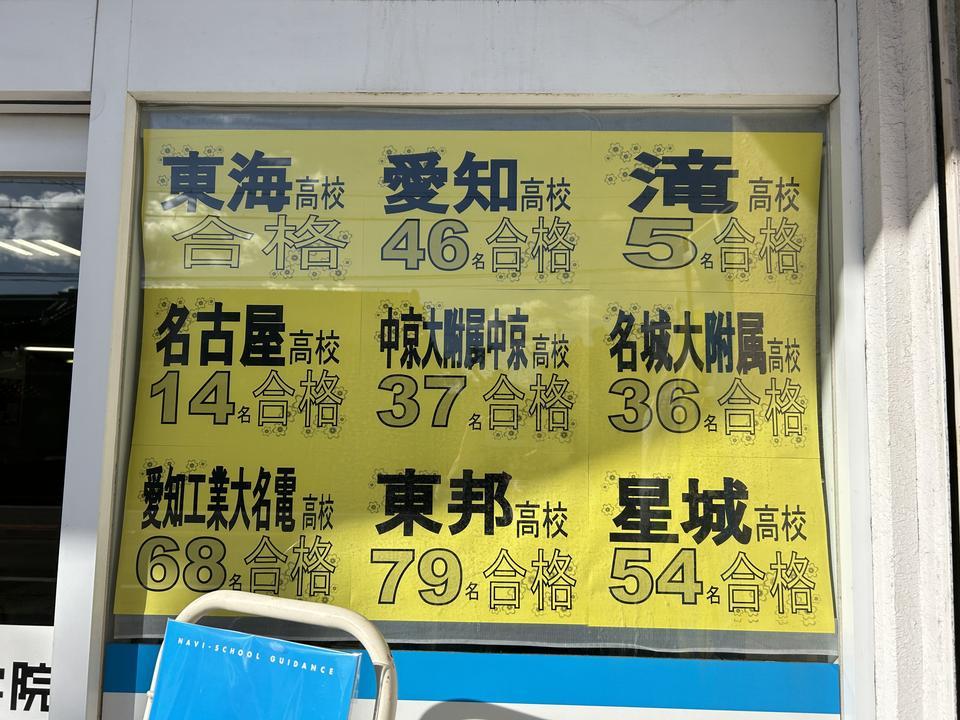 東海高校
合格
愛知高校
46名合格
滝高校
5名合格
名古屋高校
14名合格
中京大附属中京高校
37名合格
名城大附属高校
36名合格
愛知工業大名電高校
68名合格
東邦高校
79名合格
星城高校
54名合格
NAVI-SCHOOL GUIDANCE
学院